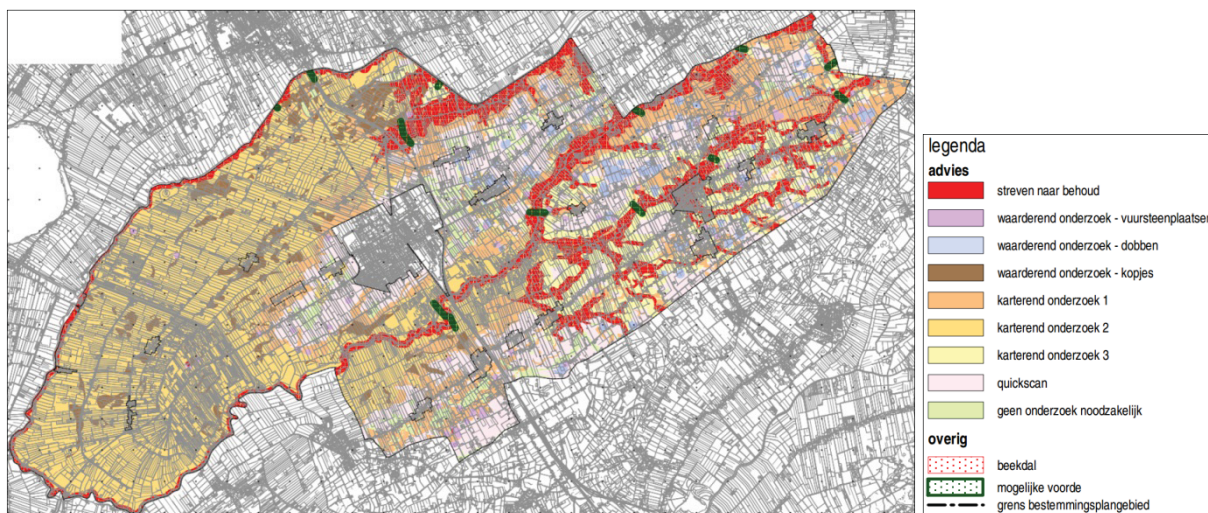 legenda
advies
streven naar behoud
waarderend onderzoek - vuursteenplaatsen
waarderend onderzoek - dobben
waarderend onderzoek - kopjes
karterend onderzoek 1
karterend onderzoek 2
karterend onderzoek 3
quickscan
geen onderzoek noodzakelijk
overig
beekdal
mogelijke voorde
grens bestemmingsplangebied